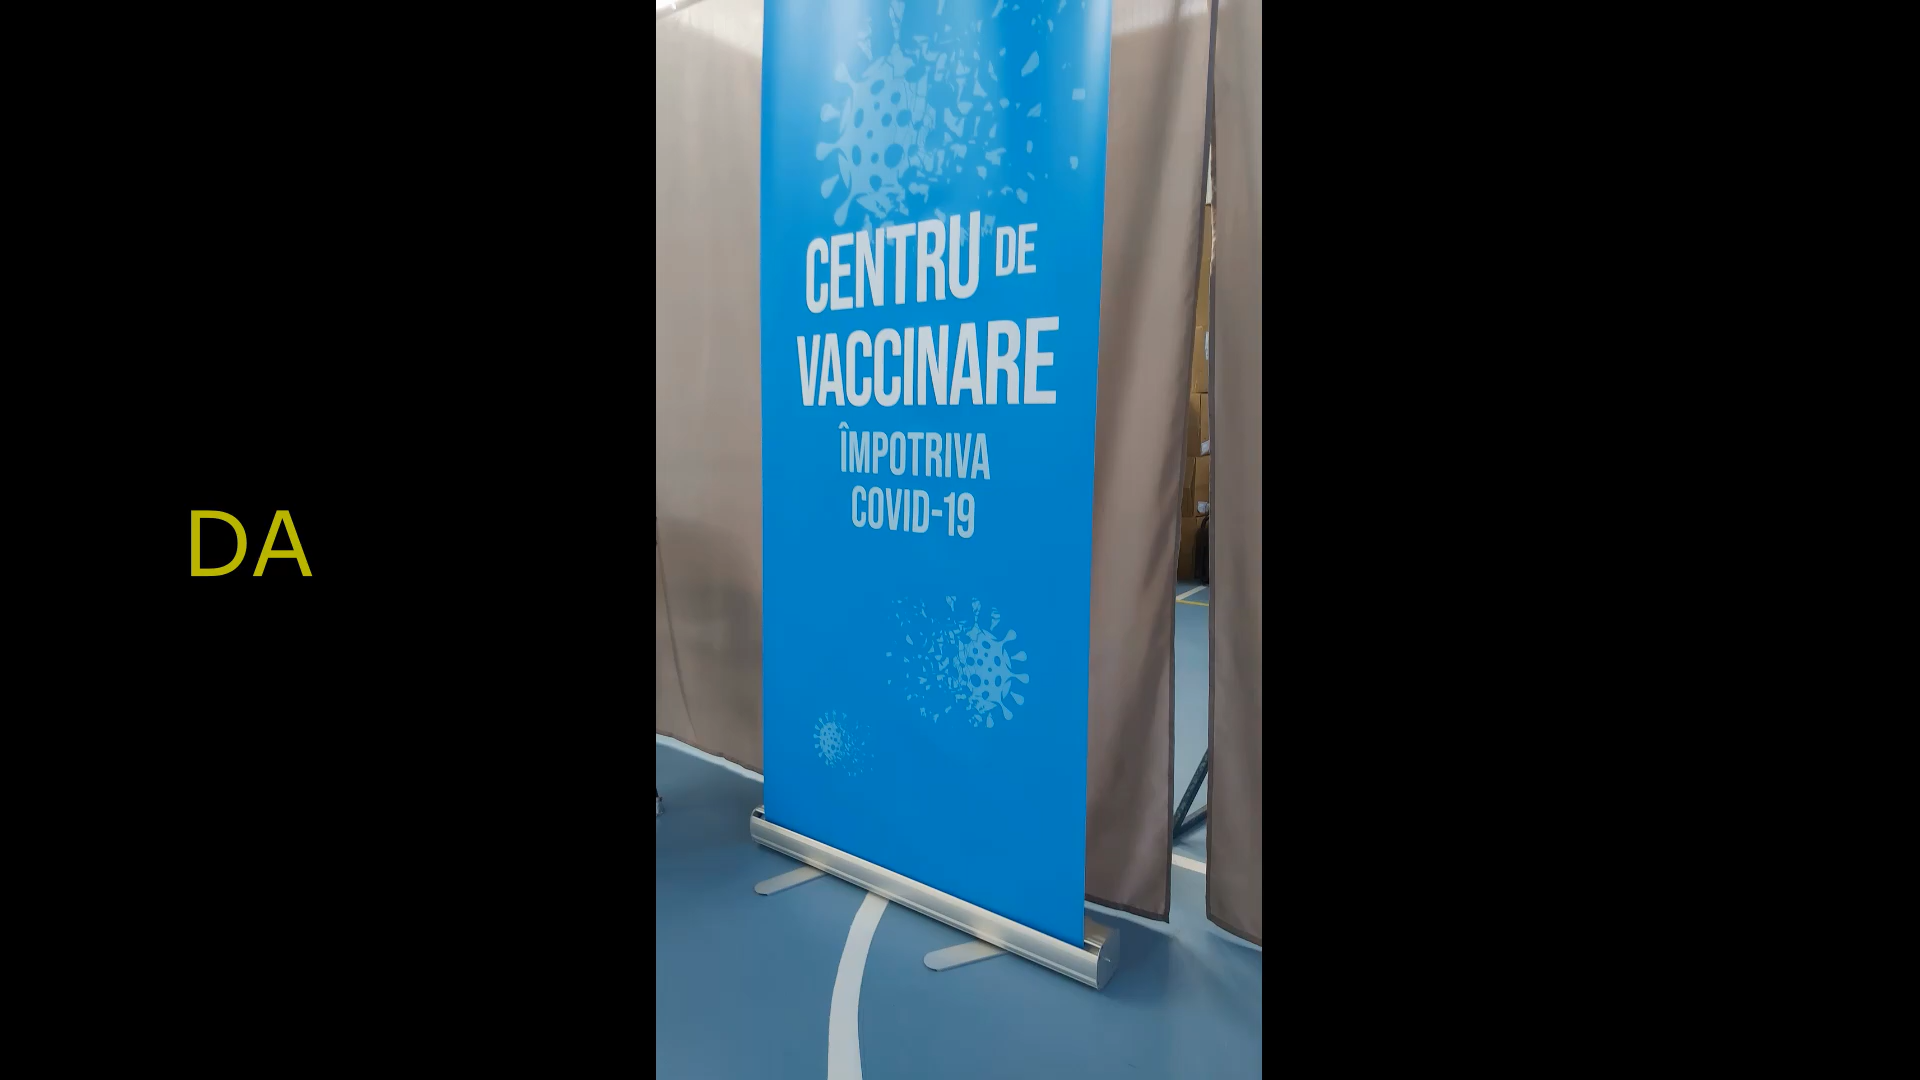 DA
CENTRU DE
VACCINARE
ÎMPOTRIVA
COVID-19